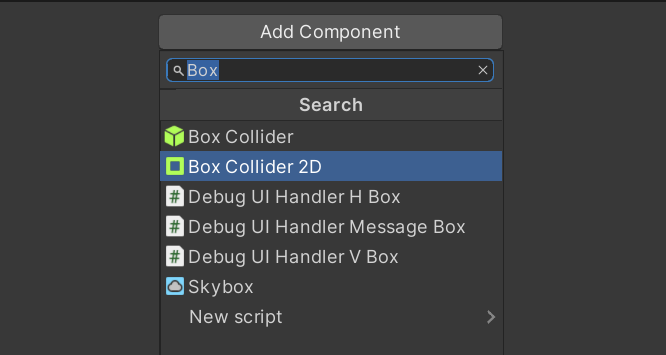 Add Component
Box
Search
Box Collider
Box Collider 2D
Debug UI Handler H Box
Debug UI Handler Message Box
Debug UI Handler V Box
Skybox
New script